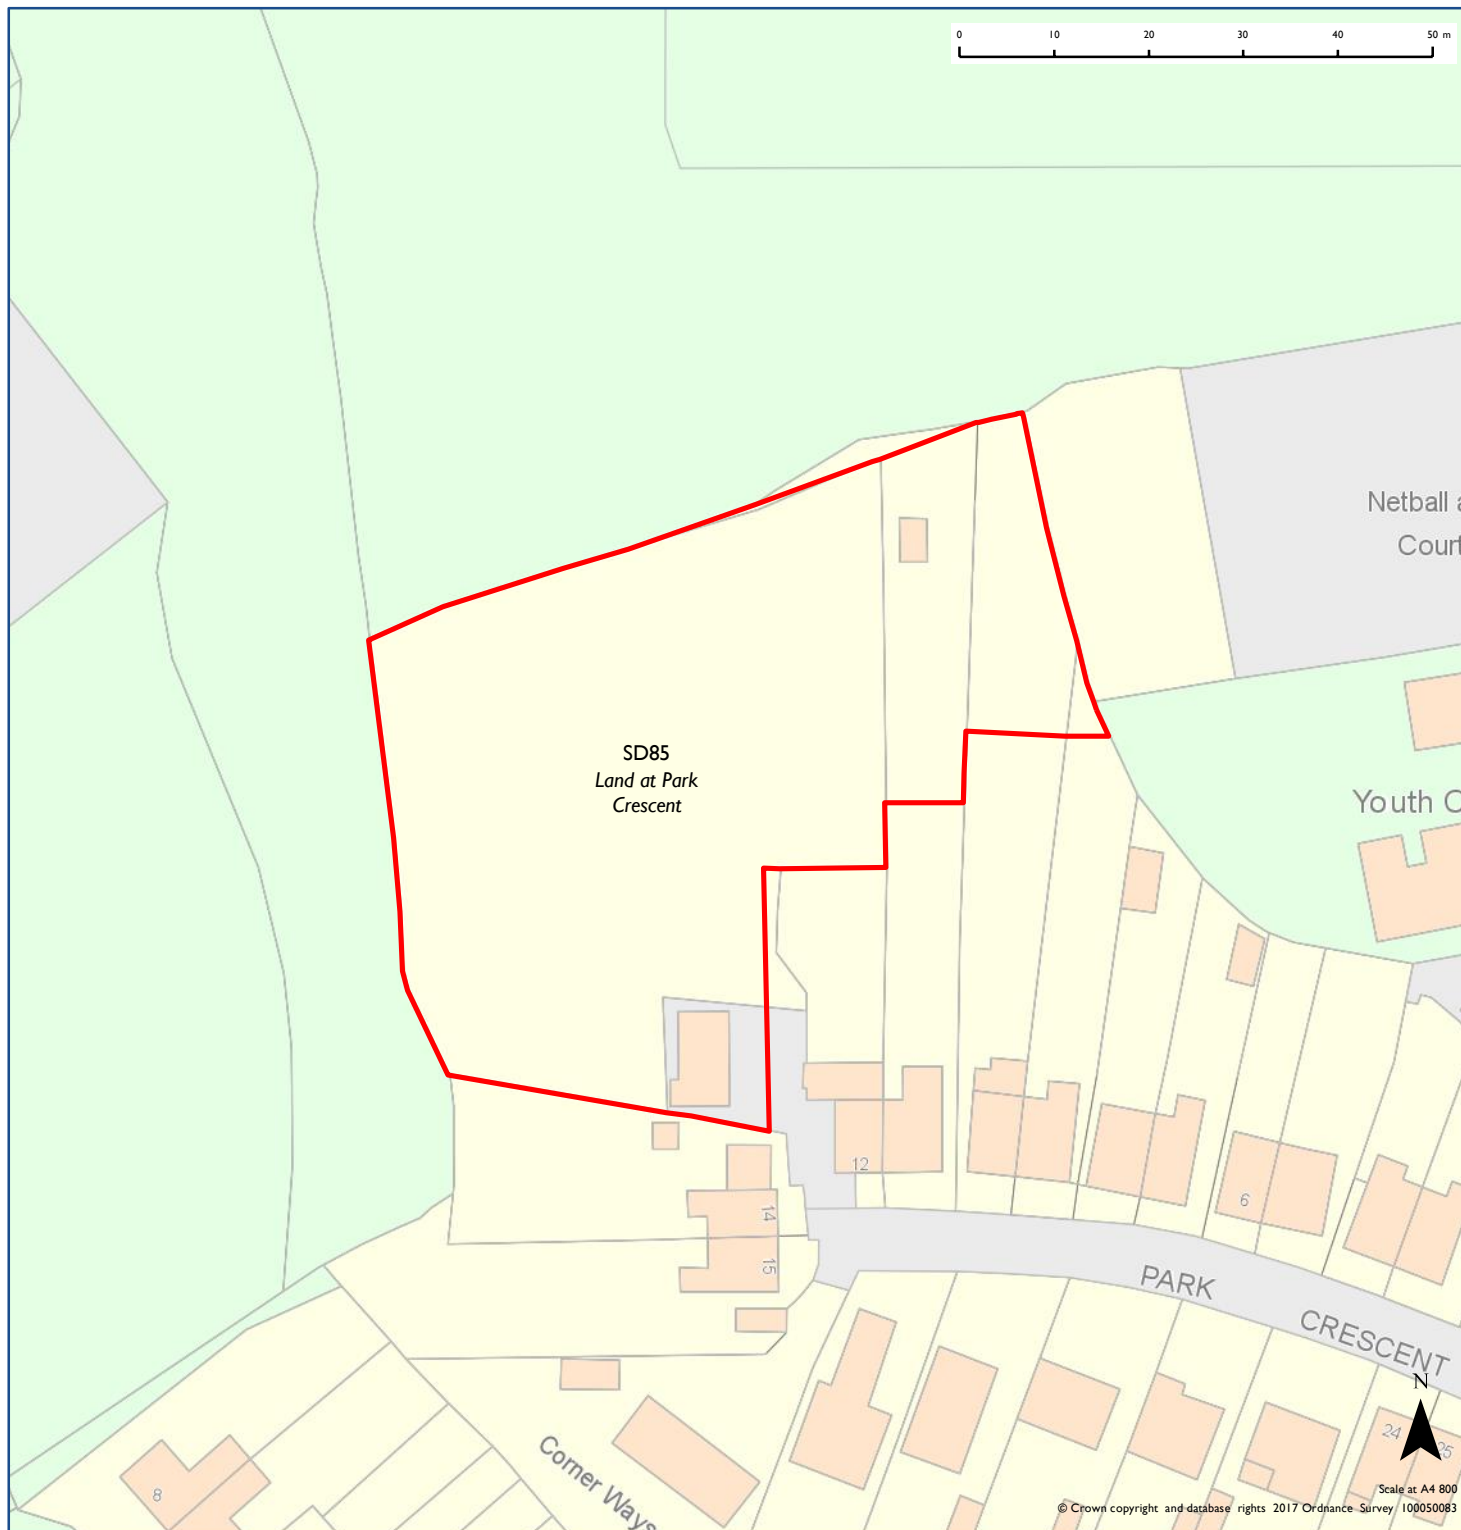 0 10 20 30 40 50 m
Netball a
Court
SD85
Land at Park
Crescent
Youth C
12
14
15
6
PARK
CRESCENT
N
24
25
Corner Ways
8
Scale at A4 800
© Crown copyright and database rights 2017 Ordnance Survey 100050083